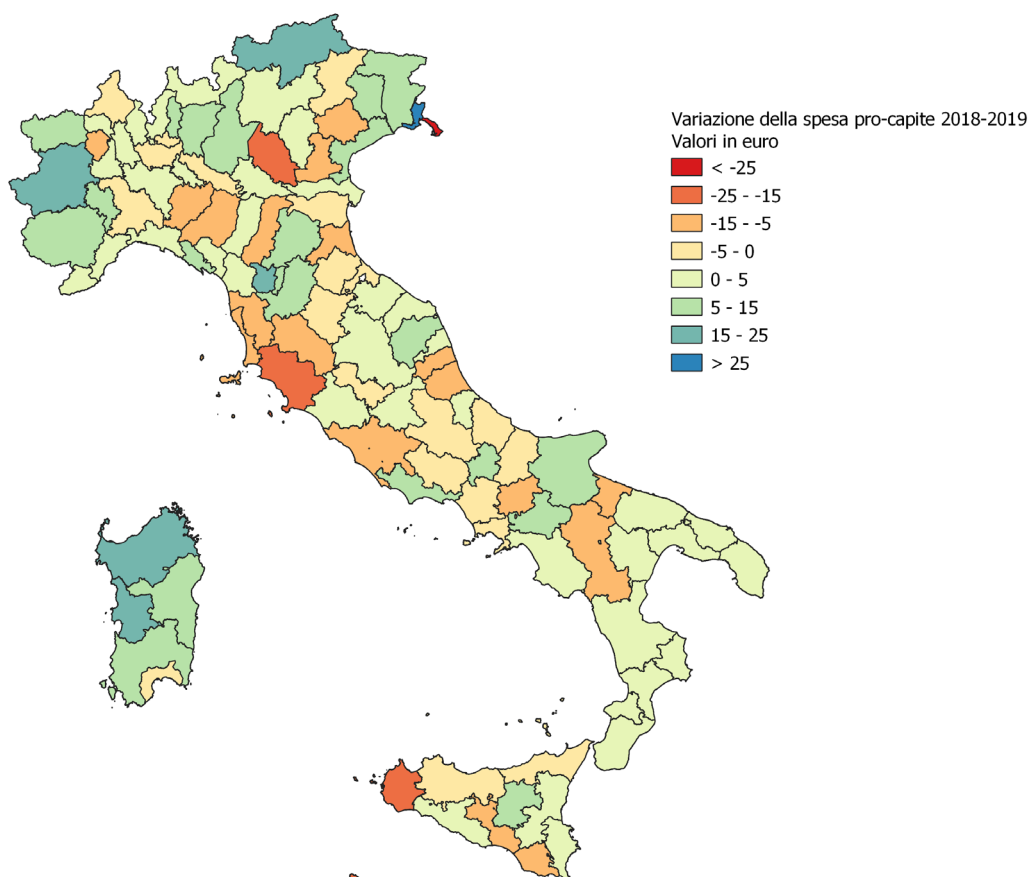 Variazione della spesa pro-capite 2018-2019
Valori in euro
< -25
-25 - -15
-15 - -5
-5 - 0
0 - 5
5 - 15
15 - 25
> 25